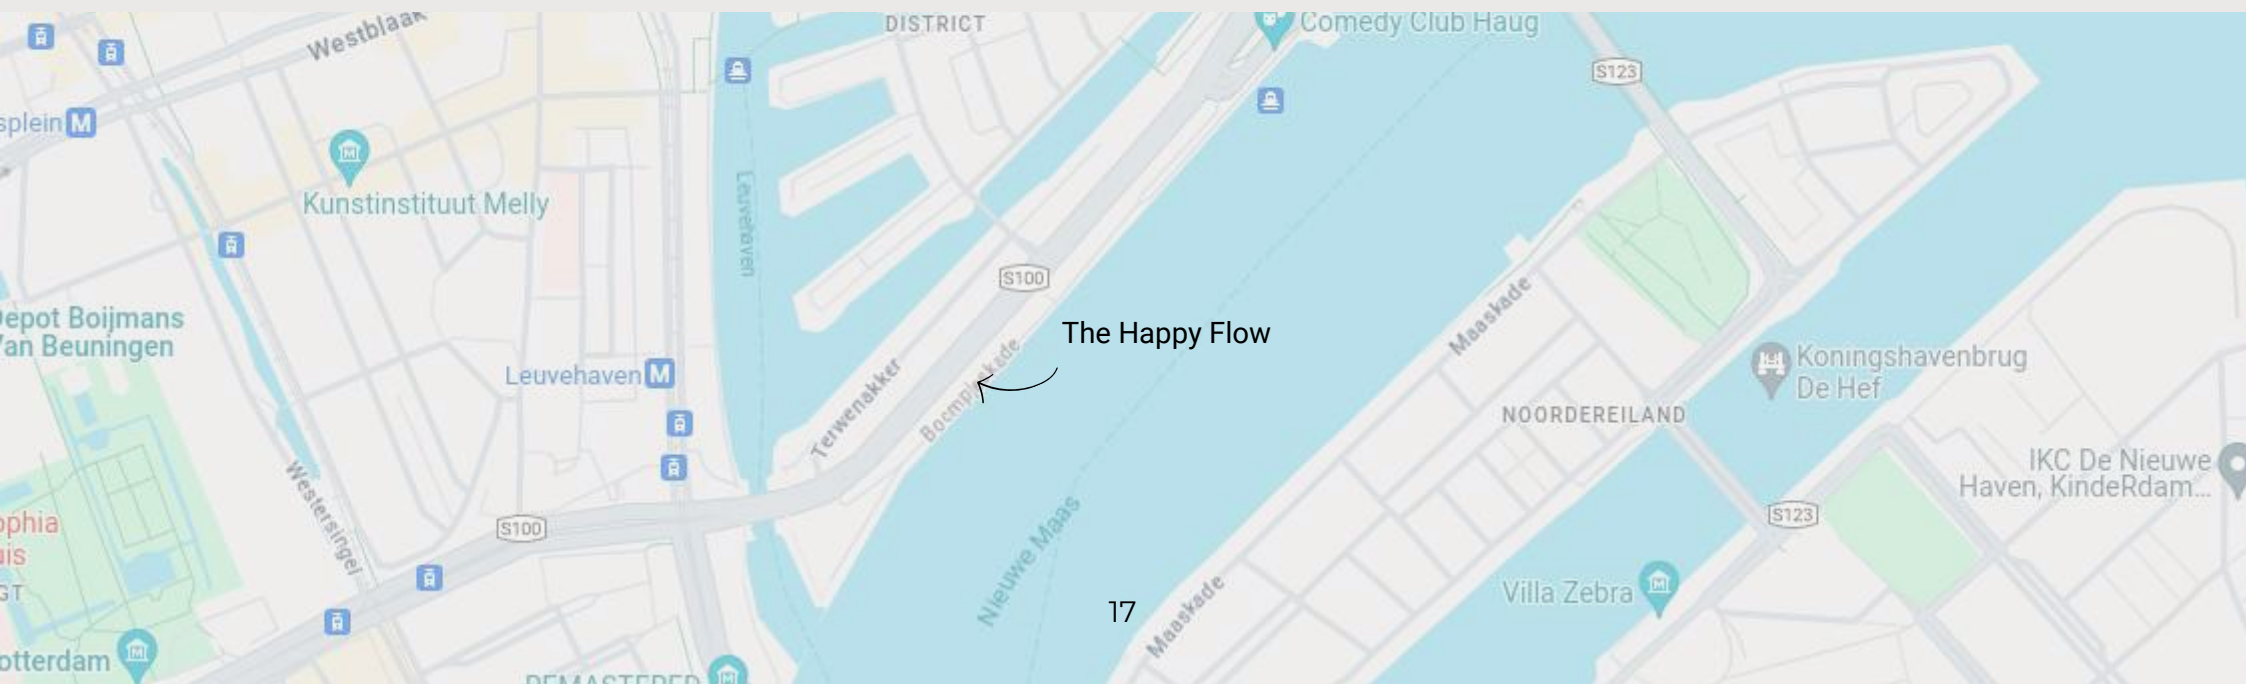 DISTRICT
Comedy Club Haug
Westblaak
S123
splein M
Kunstinstituut Melly
Leuvehaven
S100
Depot Boijmans
Van Beuningen
The Happy Flow
Maaskade
Leuvehaven M
Terwenakker
Boompjeskade
Koningshavenbrug
De Hef
NOORDEREILAND
IKC De Nieuwe
Haven, KindeRdam...
Westersingel
S100
S123
ophia
uis
GT
Nieuwe Maas
Villa Zebra
17
Maaskade
otterdam
REMASTERED